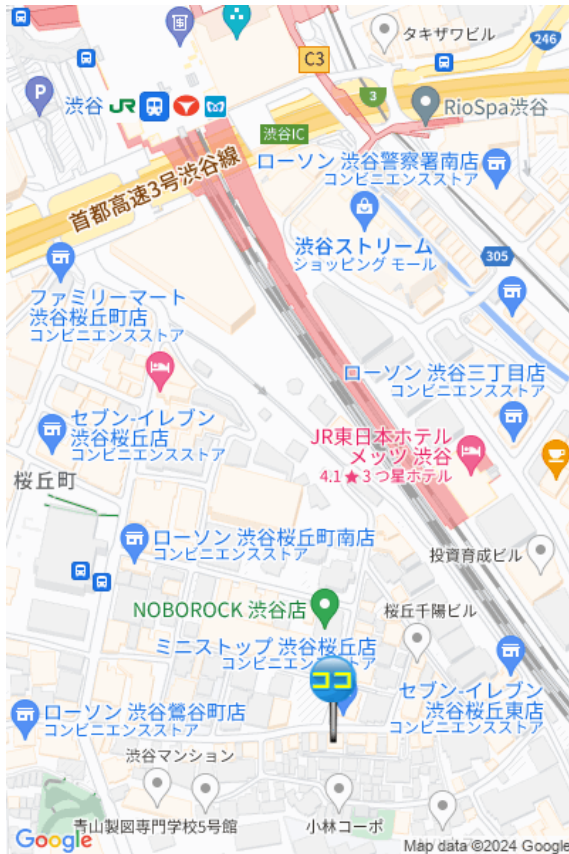 タキザワビル
246
C3
P
渋谷 JR
3
RioSpa渋谷
渋谷IC
ローソン 渋谷警察署南店
コンビニエンスストア
首都高速3号渋谷線
渋谷ストリーム
ショッピング モール
305
ファミリーマート
渋谷桜丘町店
コンビニエンスストア
ローソン 渋谷三丁目店
コンビニエンスストア
セブン-イレブン
渋谷桜丘店
コンビニエンスストア
JR東日本ホテル
メッツ 渋谷
4.1★3 つ星ホテル
桜丘町
ローソン 渋谷桜丘町南店
コンビニエンスストア
投資育成ビル
NOBOROCK 渋谷店
桜丘千陽ビル
ミニストップ 渋谷桜丘店
コンビニエンスストア
ココ
セブン-イレブン
渋谷桜丘東店
コンビニエンスストア
ローソン 渋谷鶯谷町店
コンビニエンスストア
渋谷マンション
青山製図専門学校5号館
小林コーポ
Google
Map data ©2024 Google